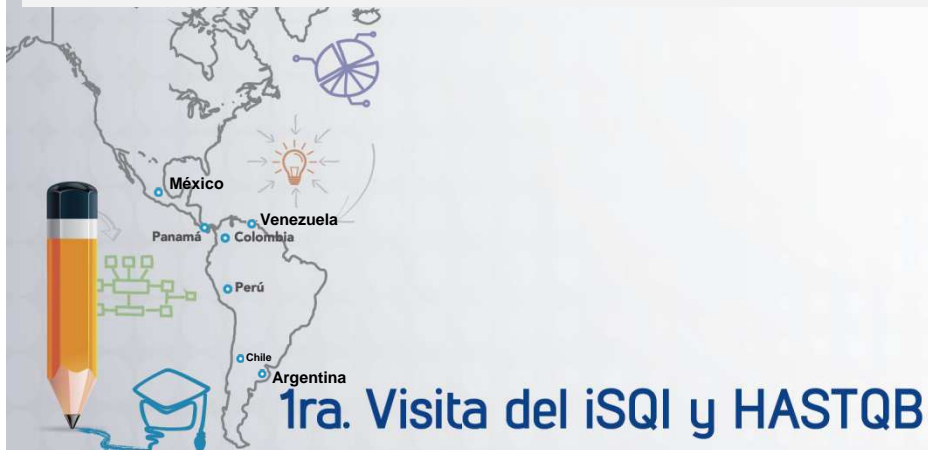 México
Venezuela
Panamá
Colombia
Perú
Chile
Argentina
1ra. Visita del iSQI y HASTQB